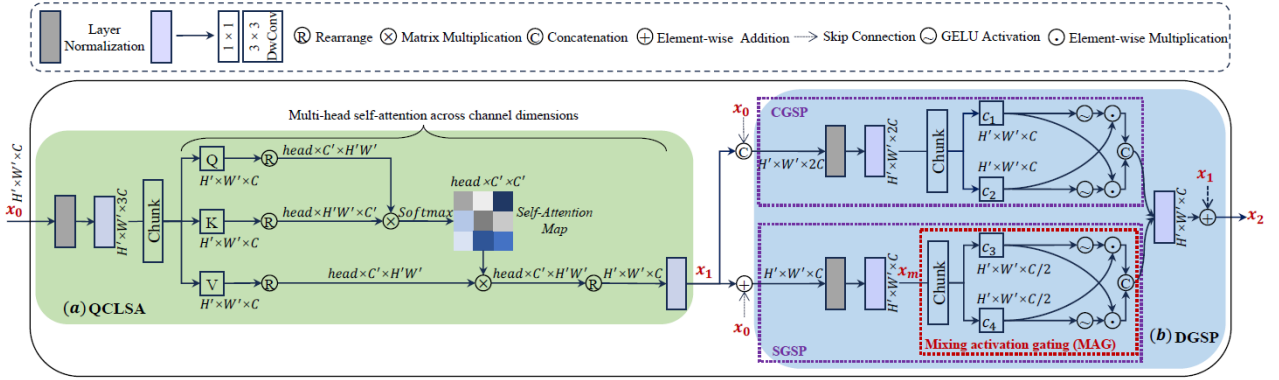 Layer
Normalization
1 × 1
3 × 3
DwConv
R Rearrange
Matrix Multiplication
C Concatenation
Element-wise Addition
Skip Connection
GELU Activation
Element-wise Multiplication
Multi-head self-attention across channel dimensions
x₀
H'×W'×C
H'×W'×3C
Chunk
Q
H'×W'×C
R
head×C'×H'W'
K
H'×W'×C
R
head×H'W'×C'
Softmax
head×C'×C'
Self-Attention
Map
V
H'×W'×C
R
head×C'×H'W'
head×C'×H'W'
R
H'×W'×C
x₁
(a) QCLSA
x₀
C
H'×W'×2C
CGSP
H'×W'×2C
Chunk
c₁
H'×W'×C
H'×W'×C
c₂
C
x₀
H'×W'×C
SGSP
H'×W'×C
xₘ
Chunk
c₃
H'×W'×C/2
H'×W'×C/2
c₄
C
Mixing activation gating (MAG)
H'×W'×C
x₁
x₂
(b) DGSP